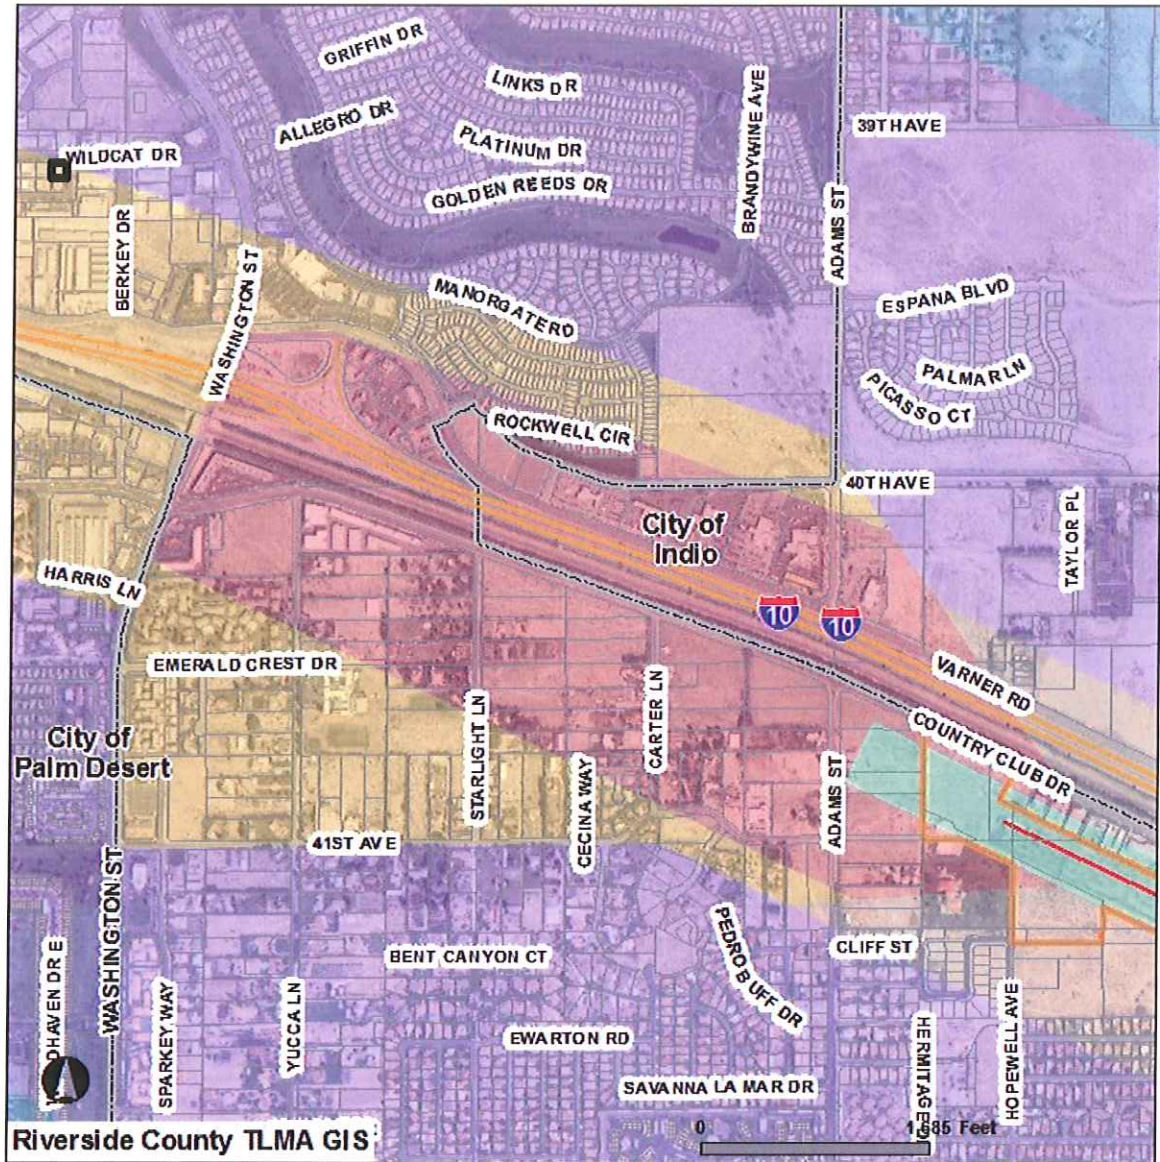 GRIFFIN DR
LINKS DR
ALLEGRO DR
PLATINUM DR
BRANDYWINE AVE
39TH AVE
WILDCAT DR
GOLDEN REEDS DR
BERKEY DR
WASHINGTON ST
ADAMS ST
MANORGATE RD
ESPANA BLVD
PALMAR LN
PICASSO CT
ROCKWELL CIR
40TH AVE
City of
Indio
TAYLOR PL
HARRIS LN
10
10
EMERALD CREST DR
VARNER RD
STARLIGHT LN
CARTER LN
COUNTRY CLUB DR
City of
Palm Desert
CECINA WAY
ADAMS ST
41ST AVE
WASHINGTON ST
PEDRO BUFF DR
BENT CANYON CT
CLIFF ST
DHAVEN DR E
SPARKEY WAY
YUCCA LN
EWARTON RD
HERMITAGE
HOPEWELL AVE
SAVANNA LA MAR DR
0
1,685 Feet
Riverside County TLMA GIS